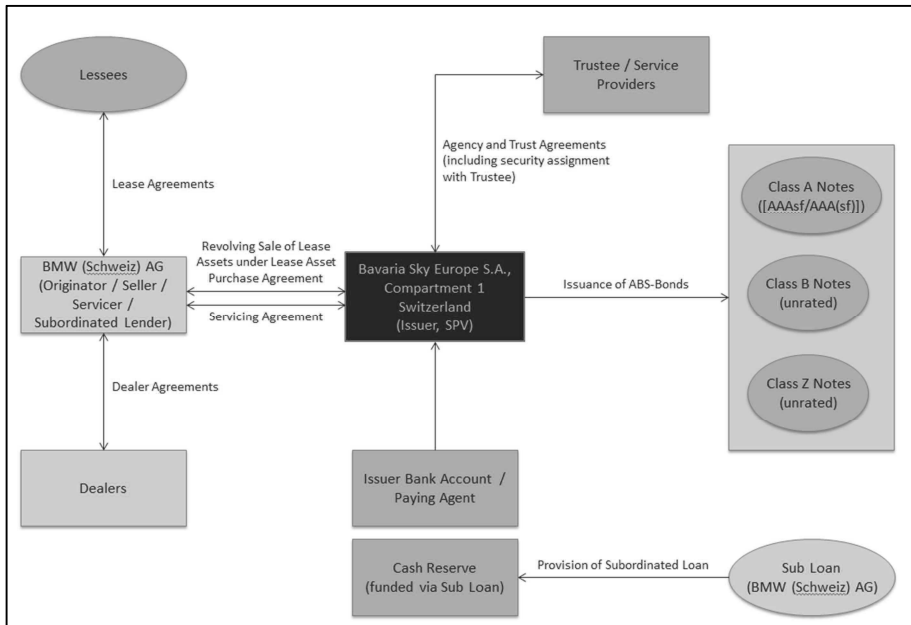 Lessees
Trustee / Service
Providers
Agency and Trust Agreements
(including security assignment
with Trustee)
Lease Agreements
Class A Notes
([AAAsf/AAA(sf)])
Revolving Sale of Lease
Assets under Lease Asset
Purchase Agreement
BMW (Schweiz) AG
(Originator / Seller /
Servicer /
Subordinated Lender)
Servicing Agreement
Bavaria Sky Europe S.A.,
Compartment 1
Switzerland
(Issuer, SPV)
Issuance of ABS-Bonds
Class B Notes
(unrated)
Class Z Notes
(unrated)
Dealer Agreements
Dealers
Issuer Bank Account /
Paying Agent
Cash Reserve
(funded via Sub Loan)
Provision of Subordinated Loan
Sub Loan
(BMW (Schweiz) AG)